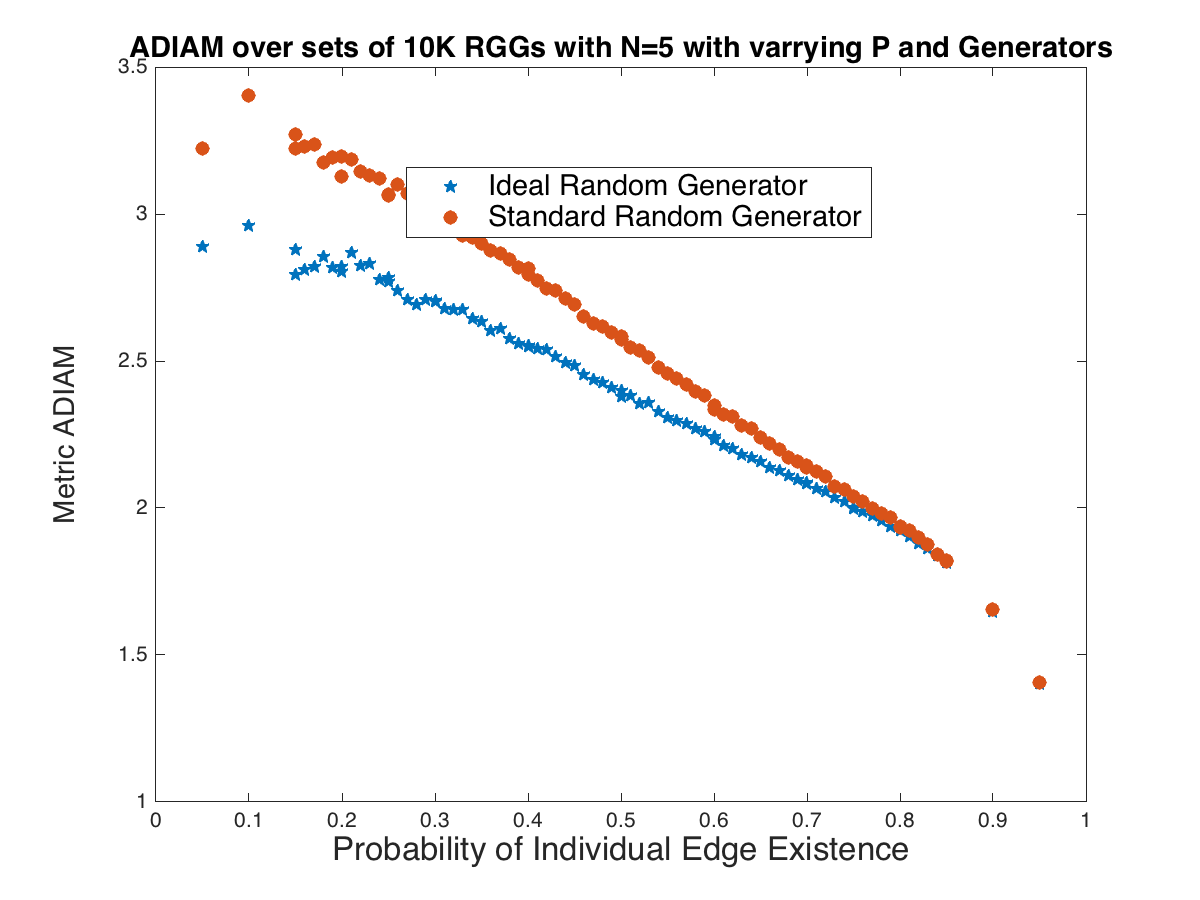 ADIAM over sets of 10K RGGs with N=5 with varrying P and Generators
3.5
3
2.5
2
1.5
1
Metric ADIAM
Ideal Random Generator
Standard Random Generator
0 0.1 0.2 0.3 0.4 0.5 0.6 0.7 0.8 0.9 1
Probability of Individual Edge Existence